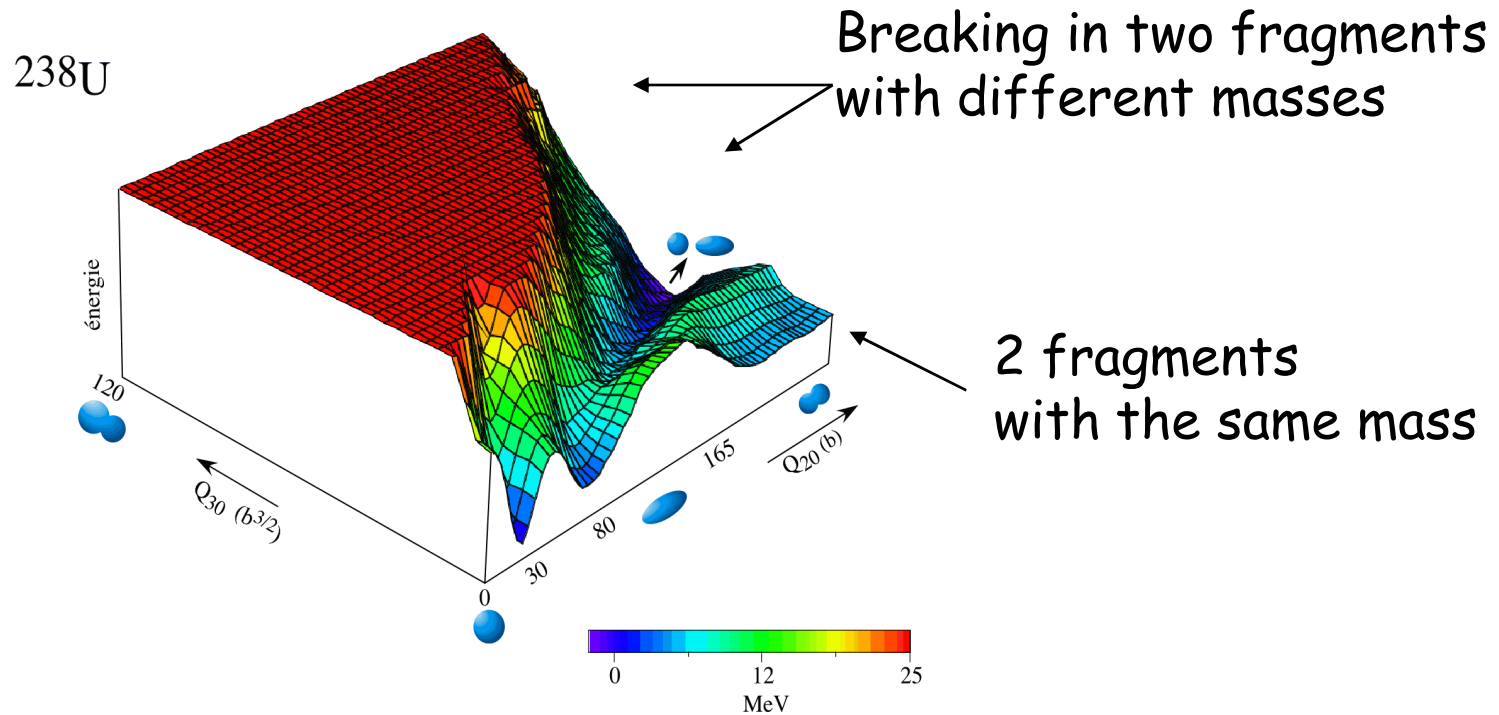 238U
Breaking in two fragments
with different masses
énergie
120
Q30 (b3/2)
0
30
80
165
Q20 (b)
2 fragments
with the same mass
0
12
25
MeV